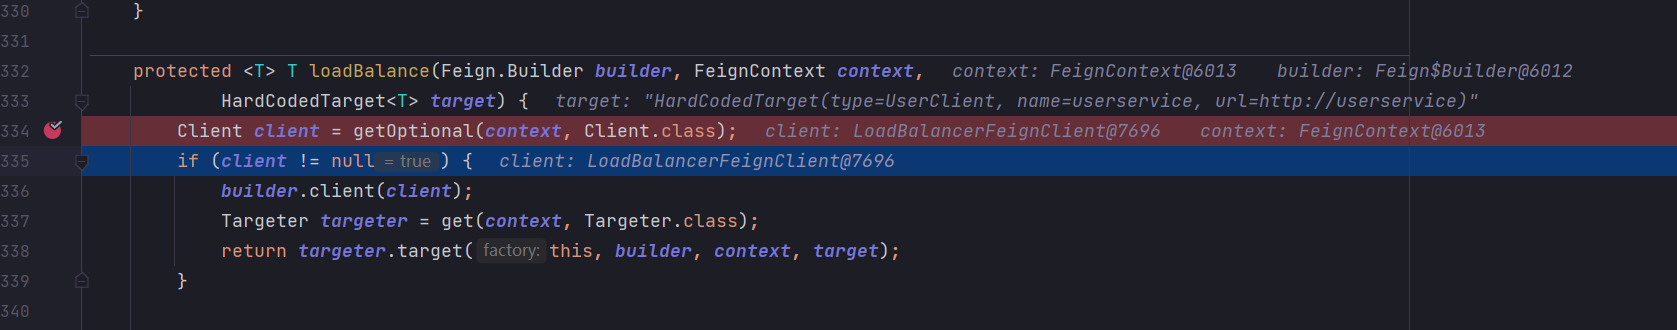 330 }
331
332 protected <T> T loadBalance(Feign.Builder builder, FeignContext context, context: FeignContext@6013 builder: Feign$Builder@6012
333 HardCodedTarget<T> target) { target: "HardCodedTarget(type=UserClient, name=userservice, url=http://userservice)"
334 Client client = getOptional(context, Client.class); client: LoadBalancerFeignClient@7696 context: FeignContext@6013
335 if (client != null = true ) { client: LoadBalancerFeignClient@7696
336 builder.client(client);
337 Targeter targeter = get(context, Targeter.class);
338 return targeter.target( factory: this, builder, context, target);
339 }
340